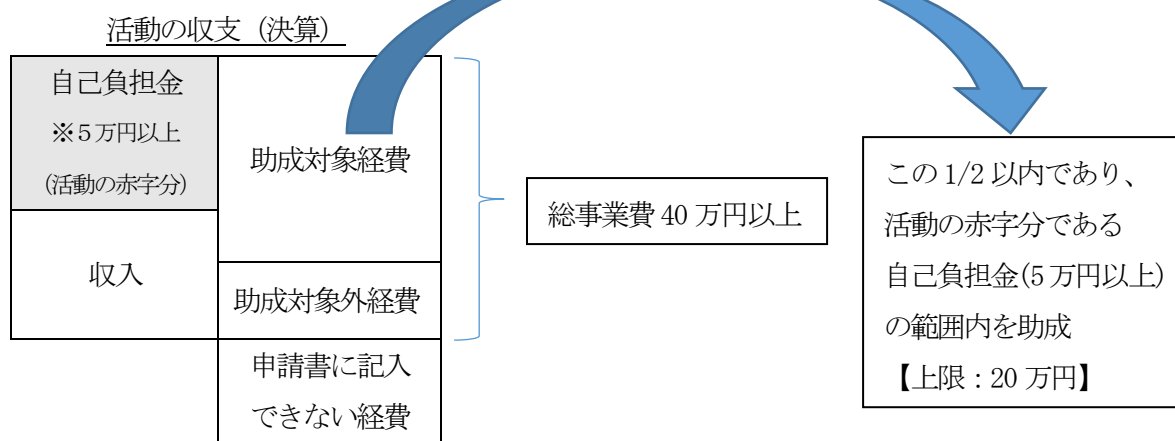 活動の収支（決算）
自己負担金
※５万円以上
(活動の赤字分)
収入
助成対象経費
助成対象外経費
申請書に記入
できない経費
総事業費 40 万円以上
この 1/2 以内であり、
活動の赤字分である
自己負担金(5 万円以上)
の範囲内を助成
【上限：20 万円】